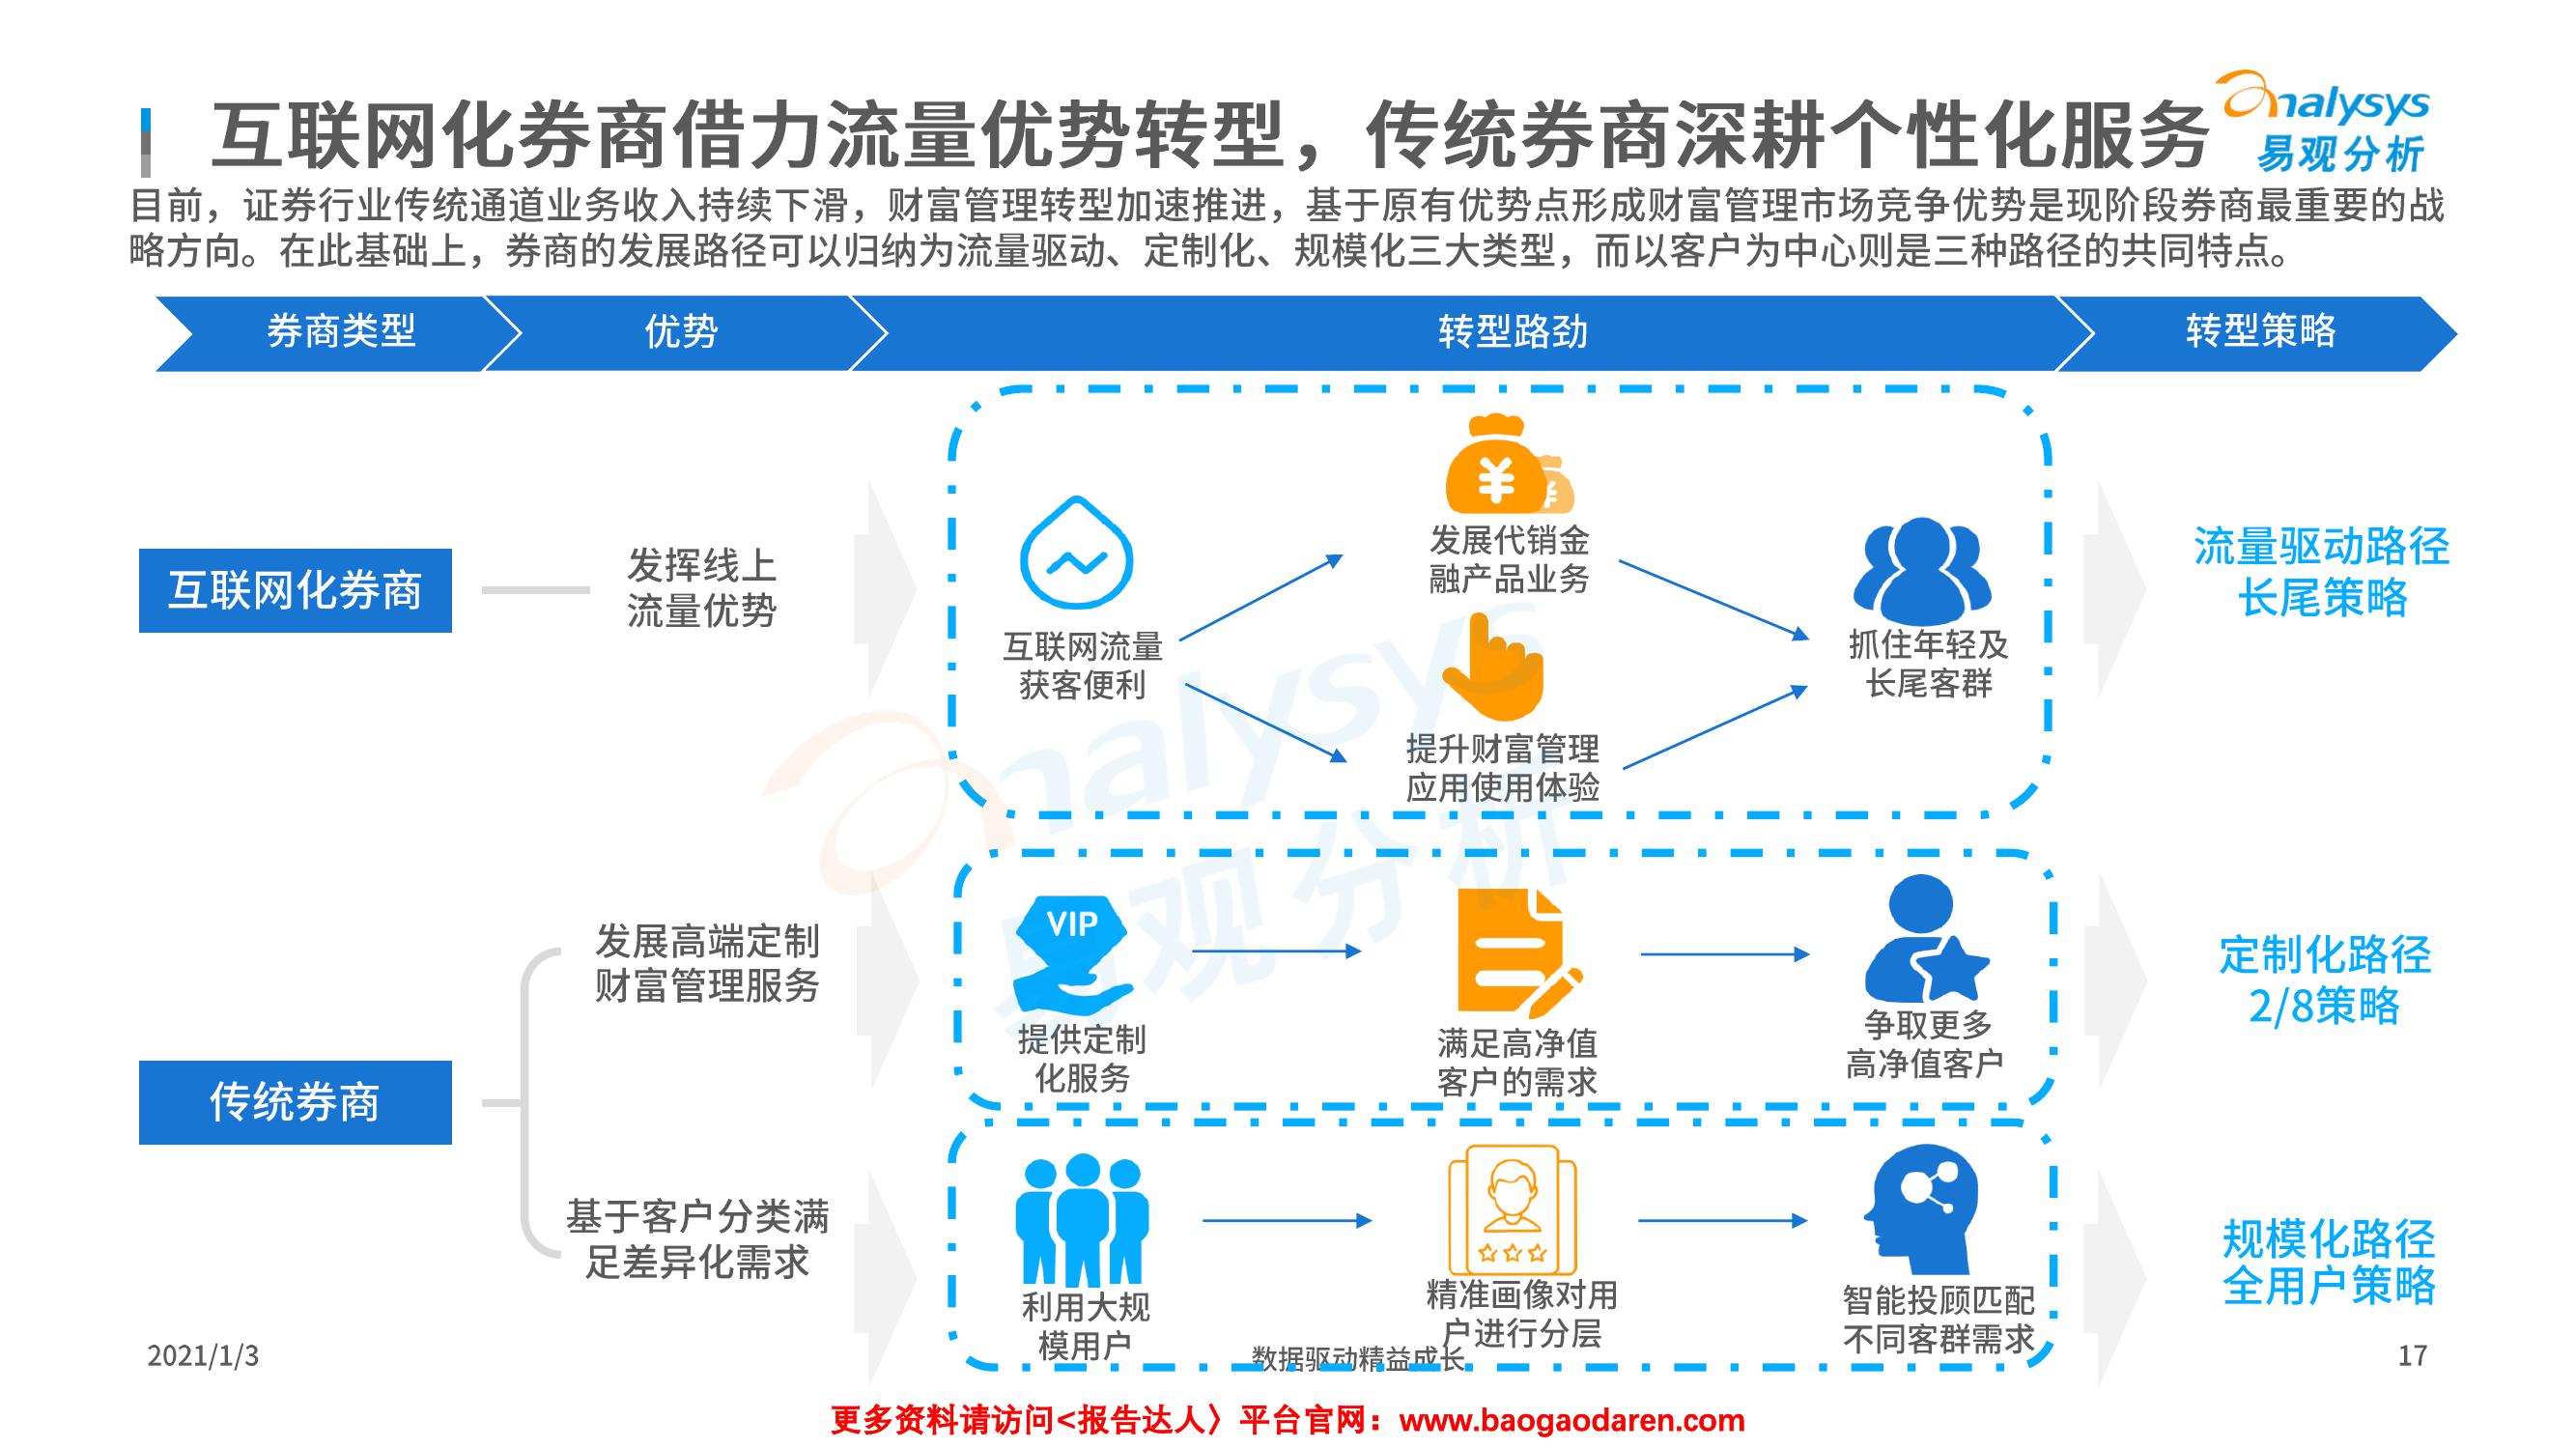 互联网化券商借力流量优势转型，传统券商深耕个性化服务
analysys
易观分析
目前，证券行业传统通道业务收入持续下滑，财富管理转型加速推进，基于原有优势点形成财富管理市场竞争优势是现阶段券商最重要的战
略方向。在此基础上，券商的发展路径可以归纳为流量驱动、定制化、规模化三大类型，而以客户为中心则是三种路径的共同特点。
券商类型
优势
转型路劲
转型策略
互联网化券商
发挥线上
流量优势
互联网流量
获客便利
¥
¥
发展代销金
融产品业务
提升财富管理
应用使用体验
抓住年轻及
长尾客群
流量驱动路径
长尾策略
analysys
易观分析
传统券商
发展高端定制
财富管理服务
VIP
提供定制
化服务
满足高净值
客户的需求
争取更多
高净值客户
定制化路径
2/8策略
基于客户分类满
足差异化需求
利用大规
模用户
精准画像对用
户进行分层
智能投顾匹配
不同客群需求
规模化路径
全用户策略
2021/1/3
数据驱动精益成长
17
更多资料请访问<报告达人〉平台官网：www.baogaodaren.com